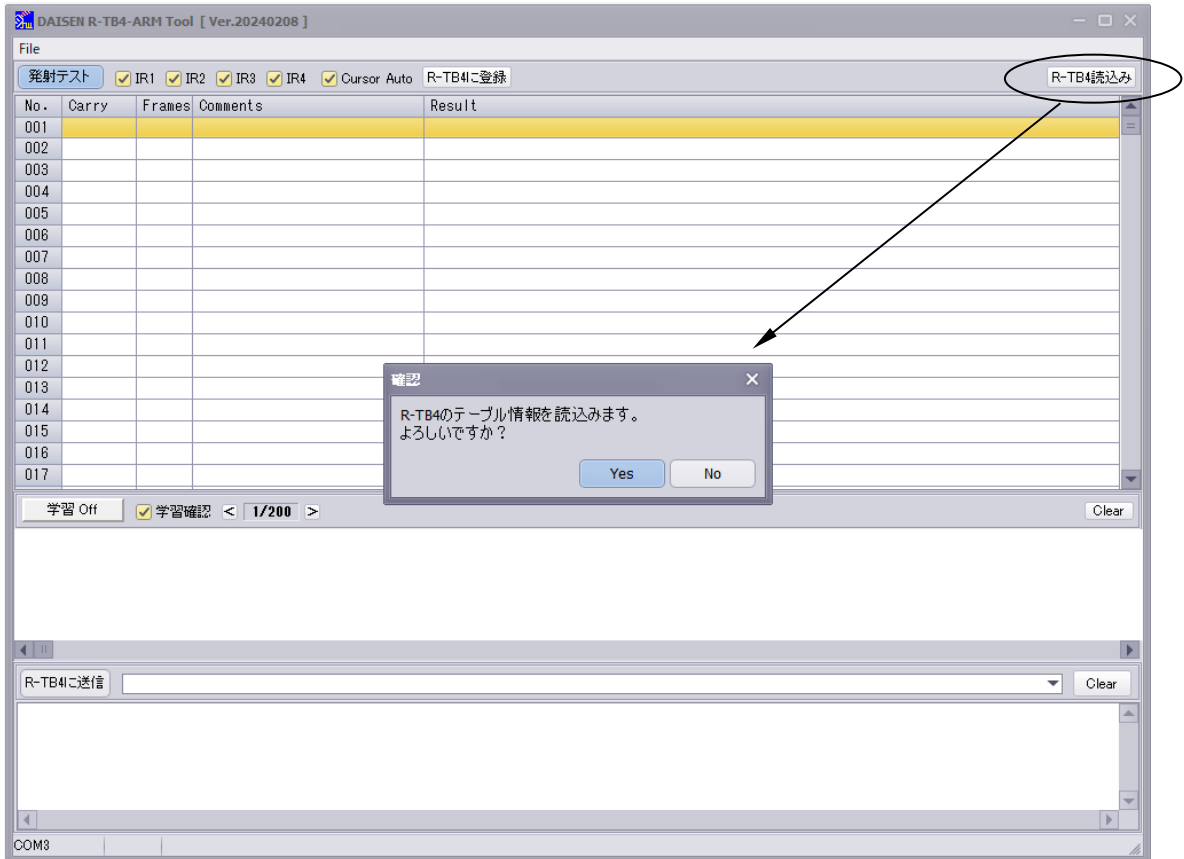 DAISEN R-TB4-ARM Tool [ Ver.20240208 ]
File
発射テスト IR1 IR2 IR3 IR4 Cursor Auto R-TB4に登録 R-TB4読込み
No. Carry Frames Comments Result
001
002
003
004
005
006
007
008
009
010
011
012
013
014
015
016
017
確認
R-TB4のテーブル情報を読込みます。
よろしいですか？
Yes No
学習 Off 学習確認 < 1/200 > Clear
R-TB4に送信 Clear
COM3